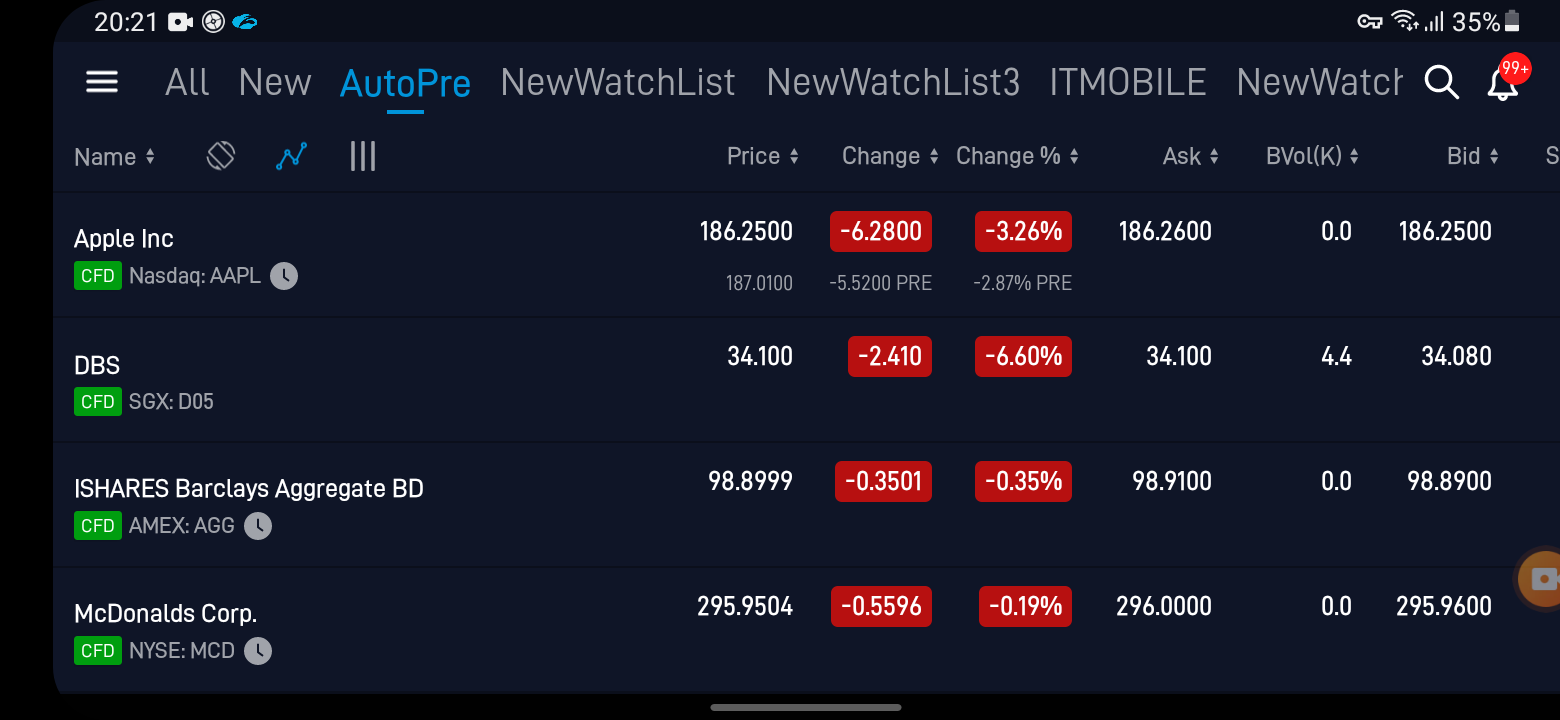 20:21 35%
All New AutoPre NewWatchList NewWatchList3 ITMOBILE NewWatch 99+
Name Price Change Change % Ask BVol(K) Bid S
Apple Inc 186.2500 -6.2800 -3.26% 186.2600 0.0 186.2500
CFD Nasdaq: AAPL 187.0100 -5.5200 PRE -2.87% PRE
DBS 34.100 -2.410 -6.60% 34.100 4.4 34.080
CFD SGX: D05
ISHARES Barclays Aggregate BD 98.8999 -0.3501 -0.35% 98.9100 0.0 98.8900
CFD AMEX: AGG
McDonalds Corp. 295.9504 -0.5596 -0.19% 296.0000 0.0 295.9600
CFD NYSE: MCD